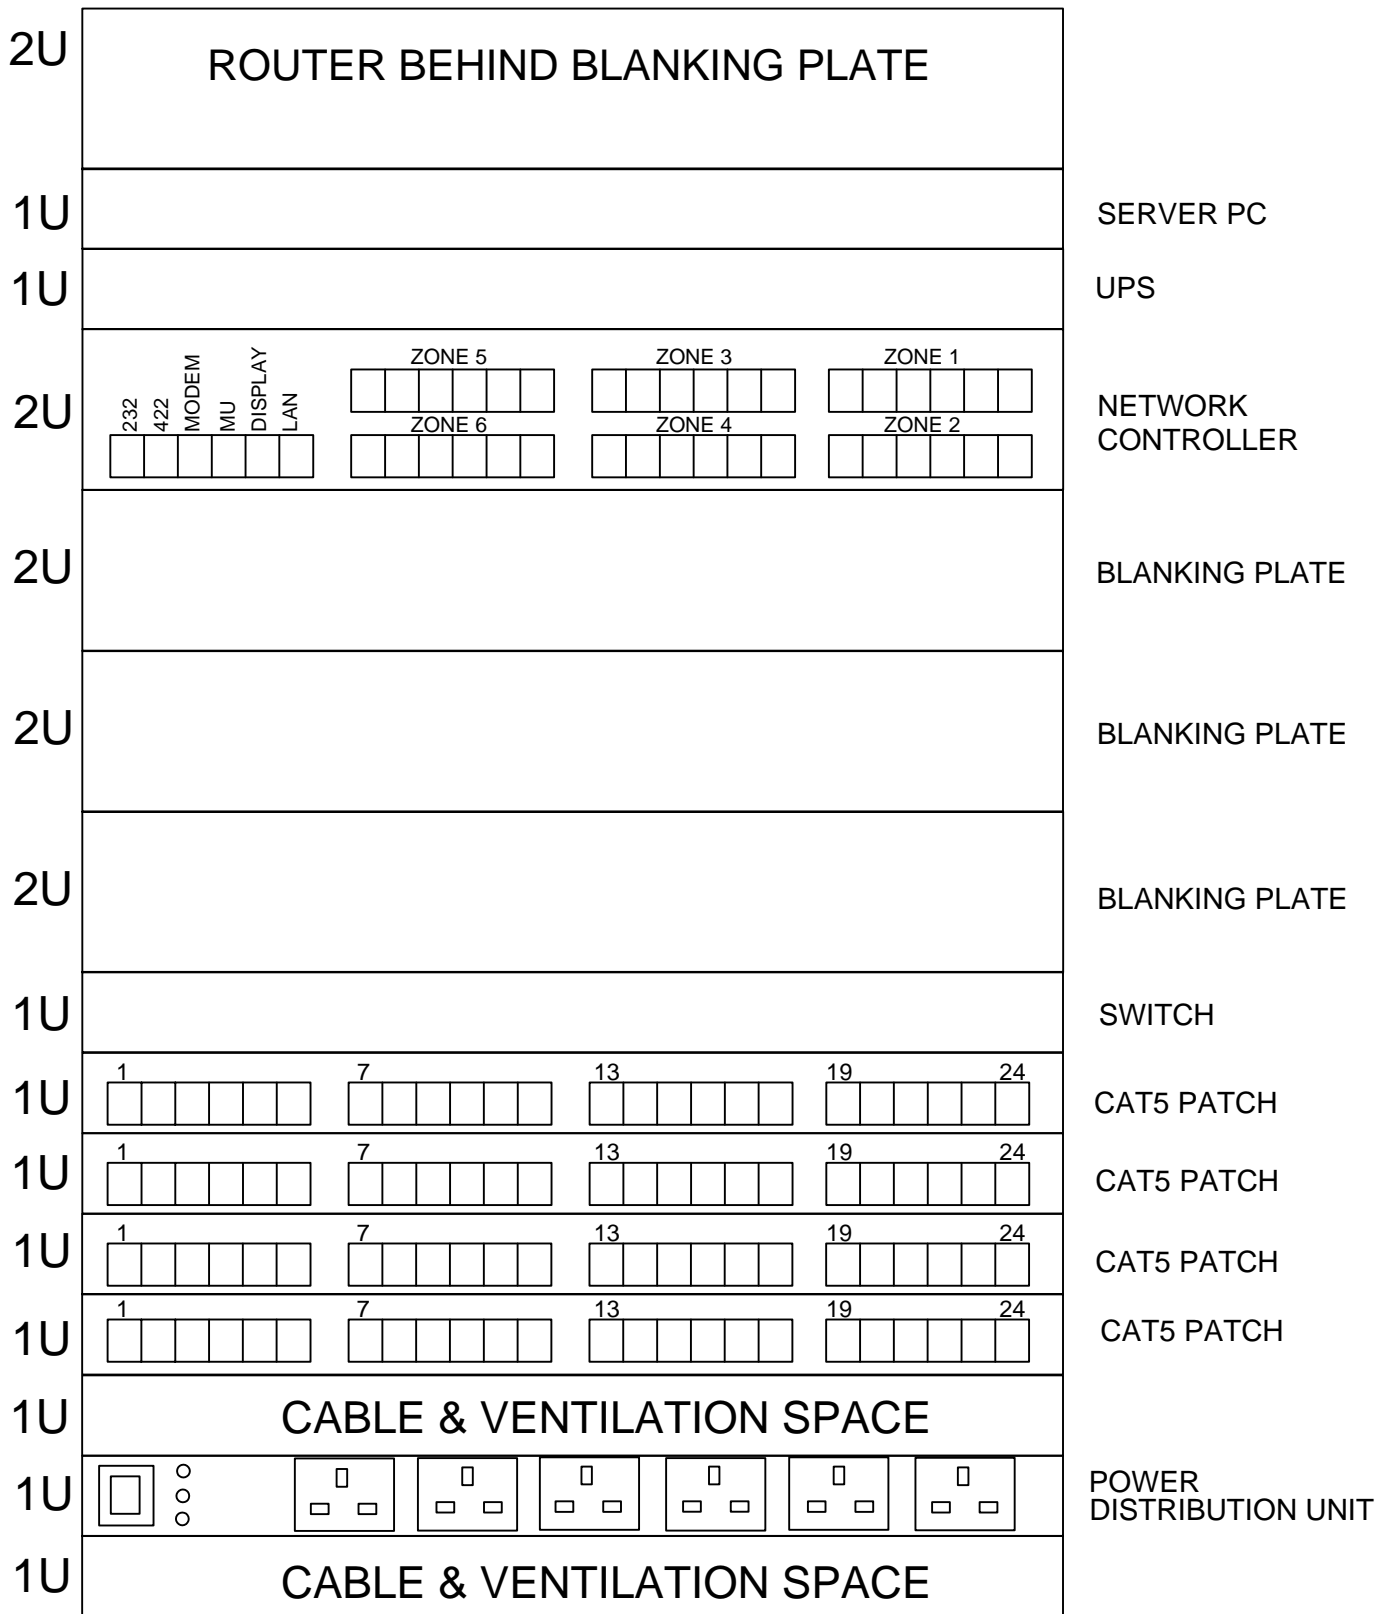 2U
ROUTER BEHIND BLANKING PLATE
1U
SERVER PC
1U
UPS
2U
232
422
MODEM
MU
DISPLAY
LAN
ZONE 5
ZONE 3
ZONE 1
ZONE 6
ZONE 4
ZONE 2
NETWORK
CONTROLLER
2U
BLANKING PLATE
2U
BLANKING PLATE
2U
BLANKING PLATE
1U
SWITCH
1U
1 7 13 19 24
CAT5 PATCH
1U
1 7 13 19 24
CAT5 PATCH
1U
1 7 13 19 24
CAT5 PATCH
1U
1 7 13 19 24
CAT5 PATCH
1U
CABLE & VENTILATION SPACE
1U
POWER
DISTRIBUTION UNIT
1U
CABLE & VENTILATION SPACE